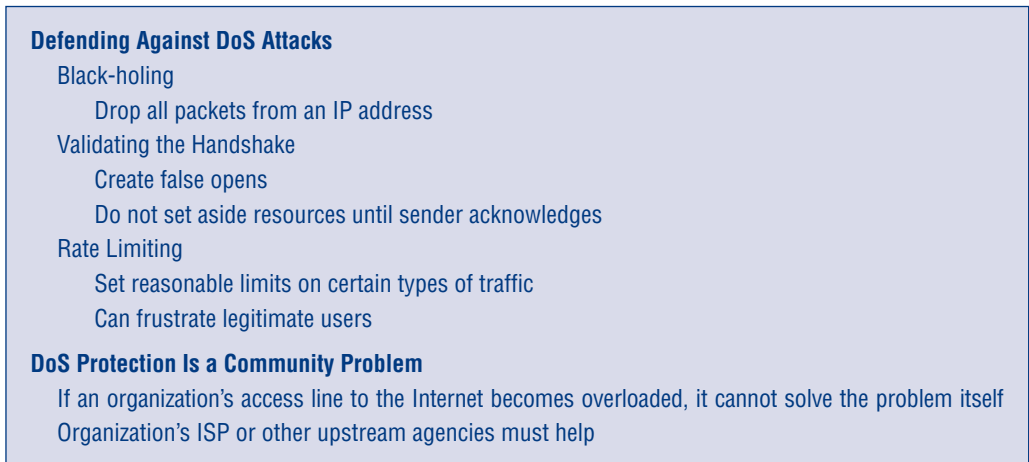 Defending Against DoS Attacks
Black-holing
Drop all packets from an IP address
Validating the Handshake
Create false opens
Do not set aside resources until sender acknowledges
Rate Limiting
Set reasonable limits on certain types of traffic
Can frustrate legitimate users
DoS Protection Is a Community Problem
If an organization’s access line to the Internet becomes overloaded, it cannot solve the problem itself
Organization’s ISP or other upstream agencies must help